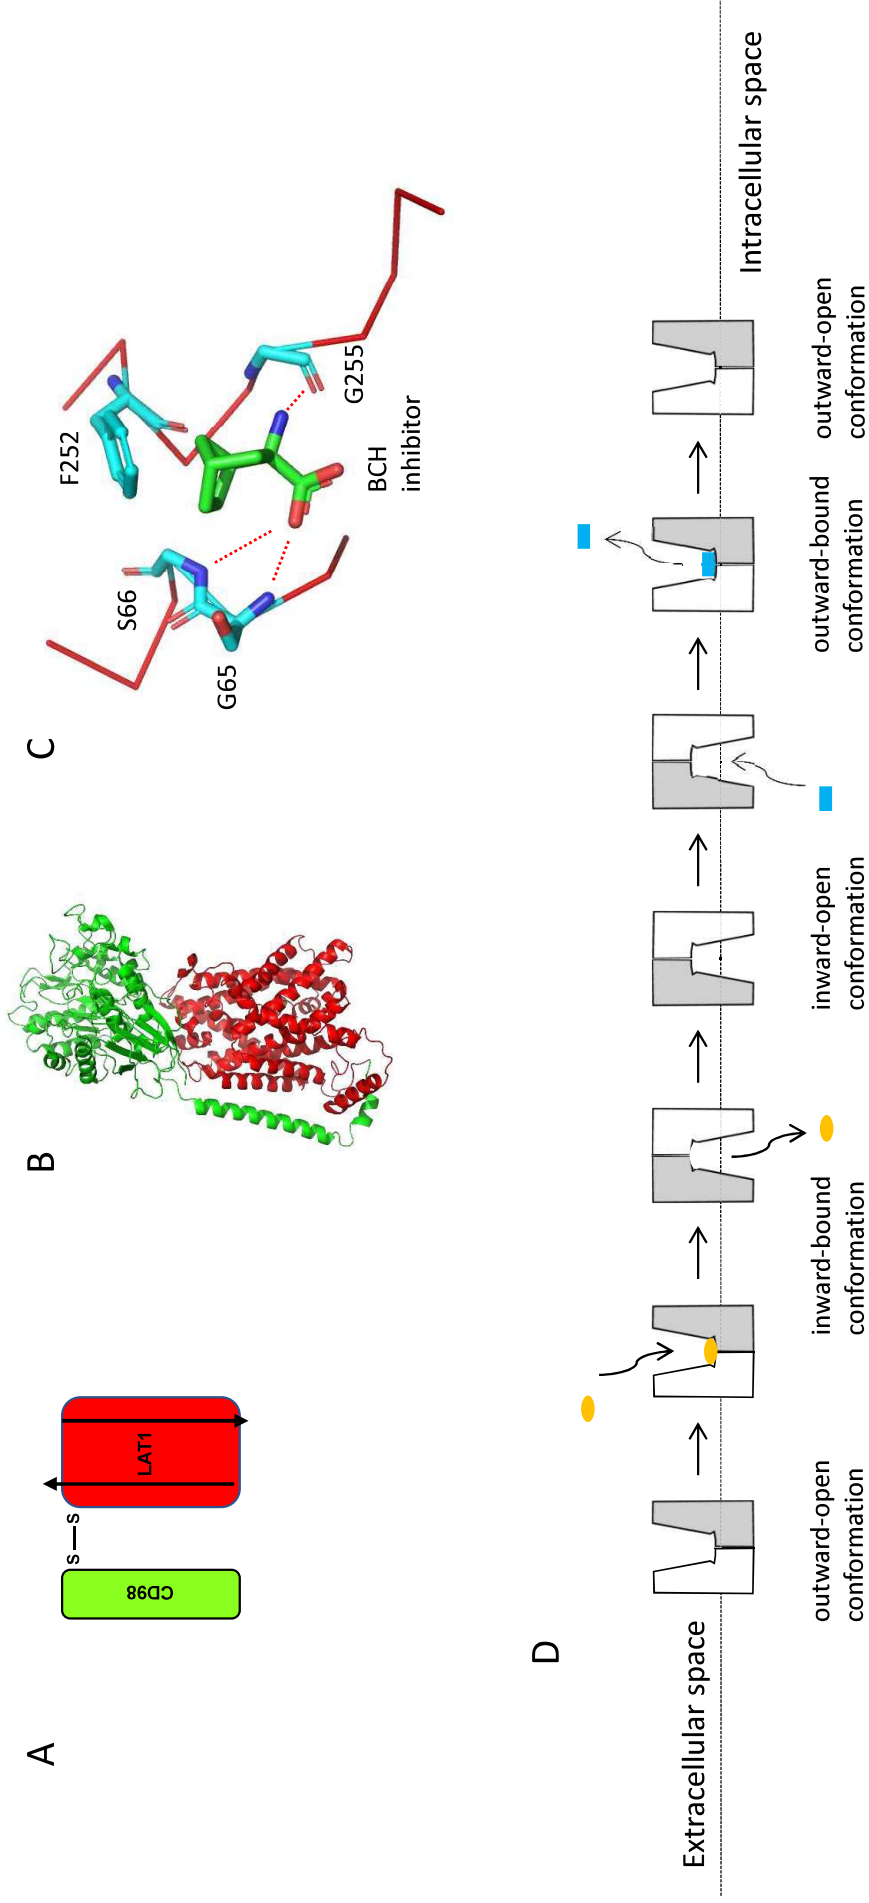 A
CD98
S
S
LAT1
B
C
G65
S66
F252
BCH
inhibitor
G255
D
Extracellular space
Intracellular space
outward-open
conformation
inward-bound
conformation
inward-open
conformation
outward-bound
conformation
outward-open
conformation